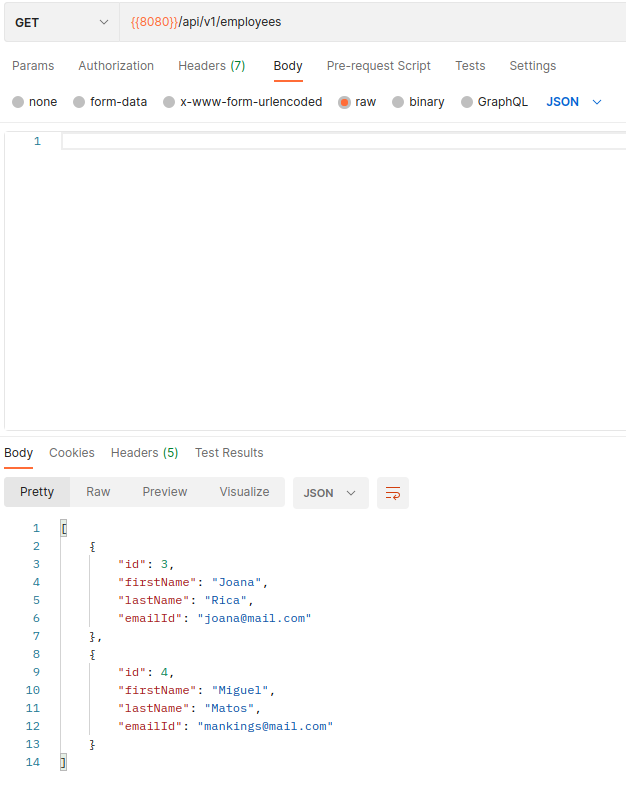 GET {{8080}}/api/v1/employees
Params Authorization Headers (7) Body Pre-request Script Tests Settings
none form-data x-www-form-urlencoded raw binary GraphQL JSON
1
Body Cookies Headers (5) Test Results
Pretty Raw Preview Visualize JSON
1 [
2 {
3 "id": 3,
4 "firstName": "Joana",
5 "lastName": "Rica",
6 "emailId": "joana@mail.com"
7 },
8 {
9 "id": 4,
10 "firstName": "Miguel",
11 "lastName": "Matos",
12 "emailId": "mankings@mail.com"
13 }
14 ]